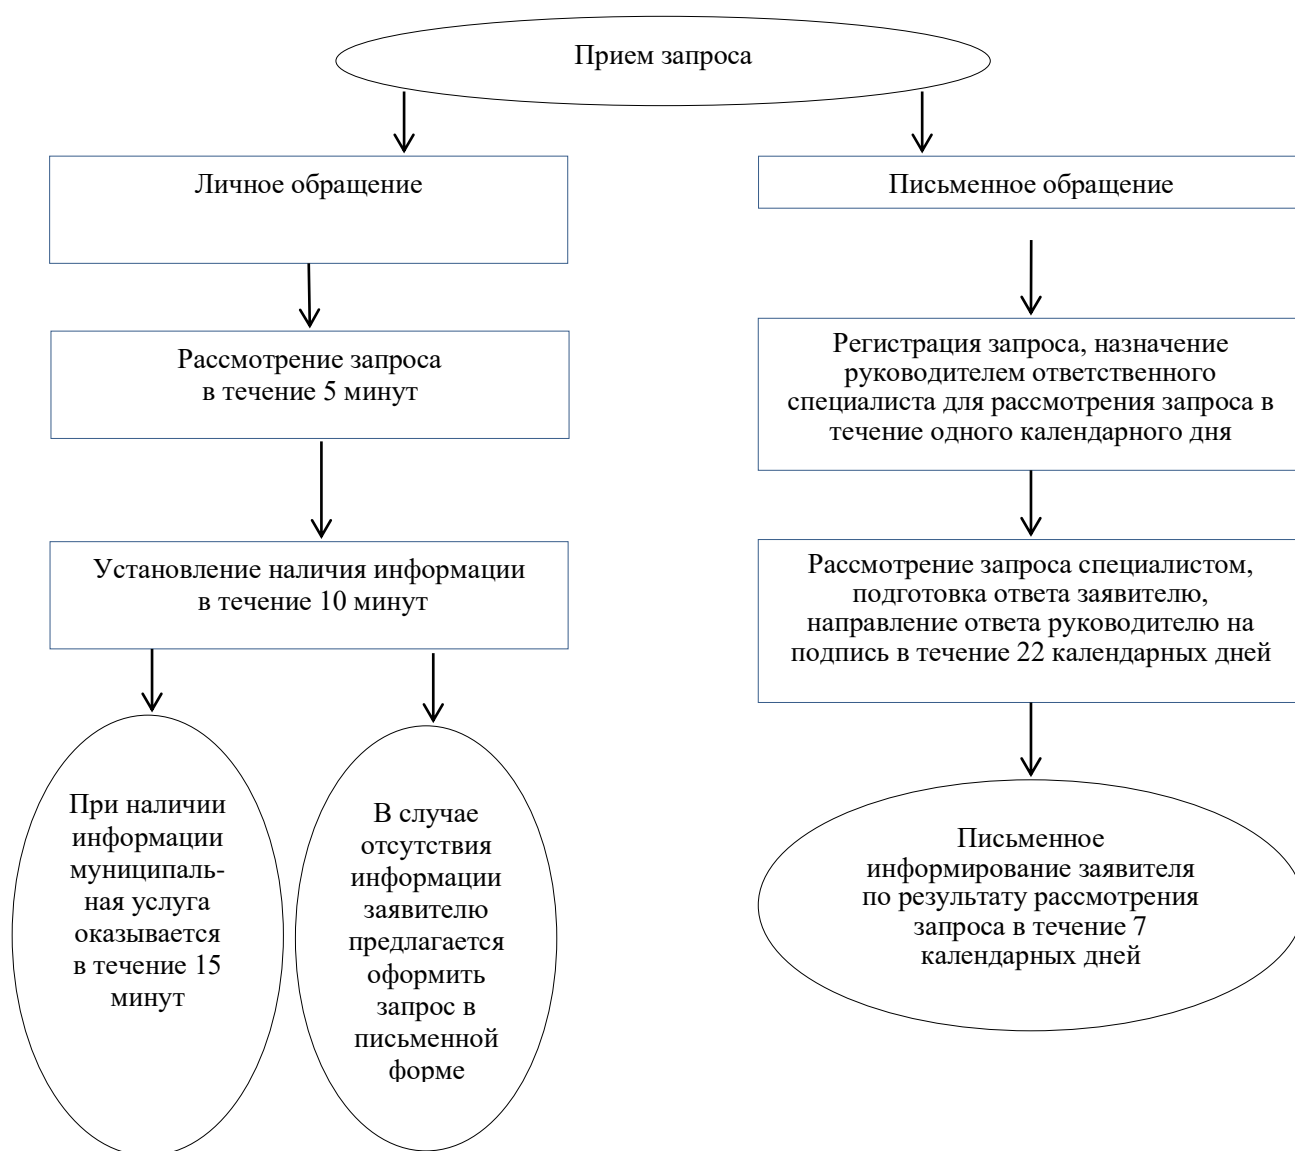 Прием запроса
Личное обращение
Письменное обращение
Рассмотрение запроса
в течение 5 минут
Регистрация запроса, назначение
руководителем ответственного
специалиста для рассмотрения запроса в
течение одного календарного дня
Установление наличия информации
в течение 10 минут
Рассмотрение запроса специалистом,
подготовка ответа заявителю,
направление ответа руководителю на
подпись в течение 22 календарных дней
При наличии
информации
муниципаль-
ная услуга
оказывается
в течение 15
минут
В случае
отсутствия
информации
заявителю
предлагается
оформить
запрос в
письменной
форме
Письменное
информирование заявителя
по результату рассмотрения
запроса в течение 7
календарных дней